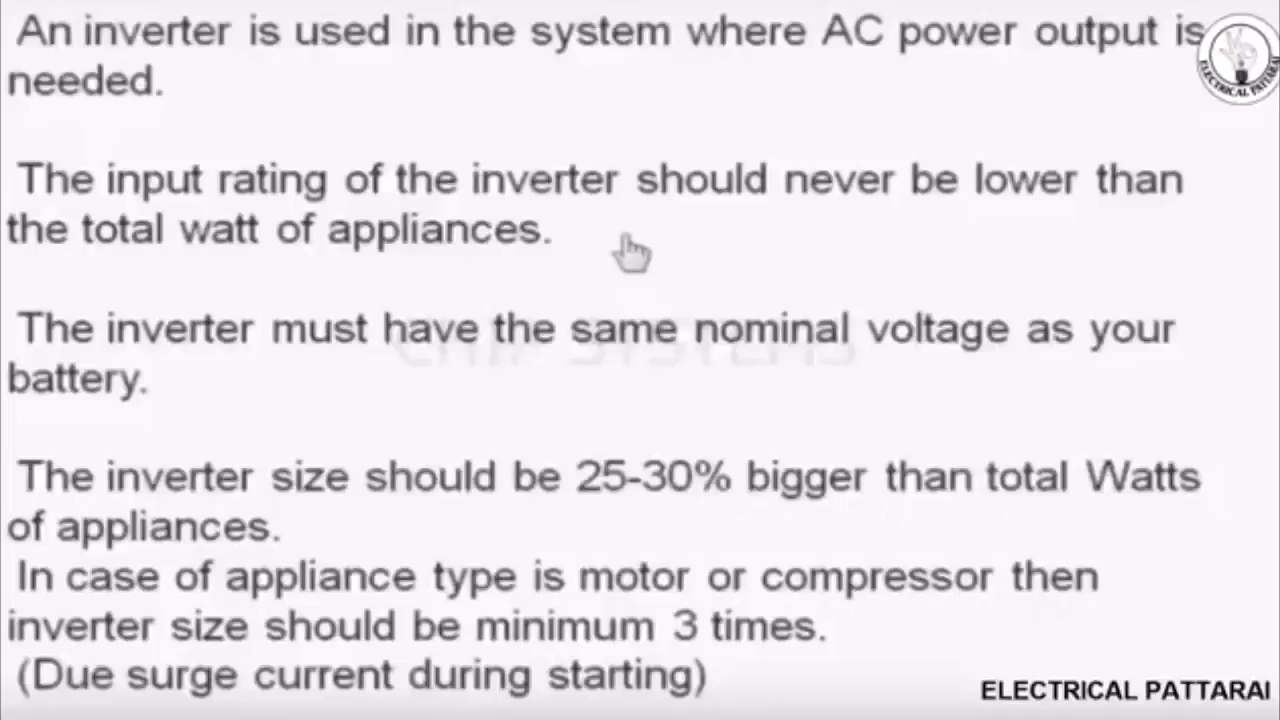 An inverter is used in the system where AC power output is
needed.
The input rating of the inverter should never be lower than
the total watt of appliances.
The inverter must have the same nominal voltage as your
battery.
The inverter size should be 25-30% bigger than total Watts
of appliances.
In case of appliance type is motor or compressor then
inverter size should be minimum 3 times.
(Due surge current during starting)
ELECTRICAL PATTARAI
ELECTRICAL PATTARAI